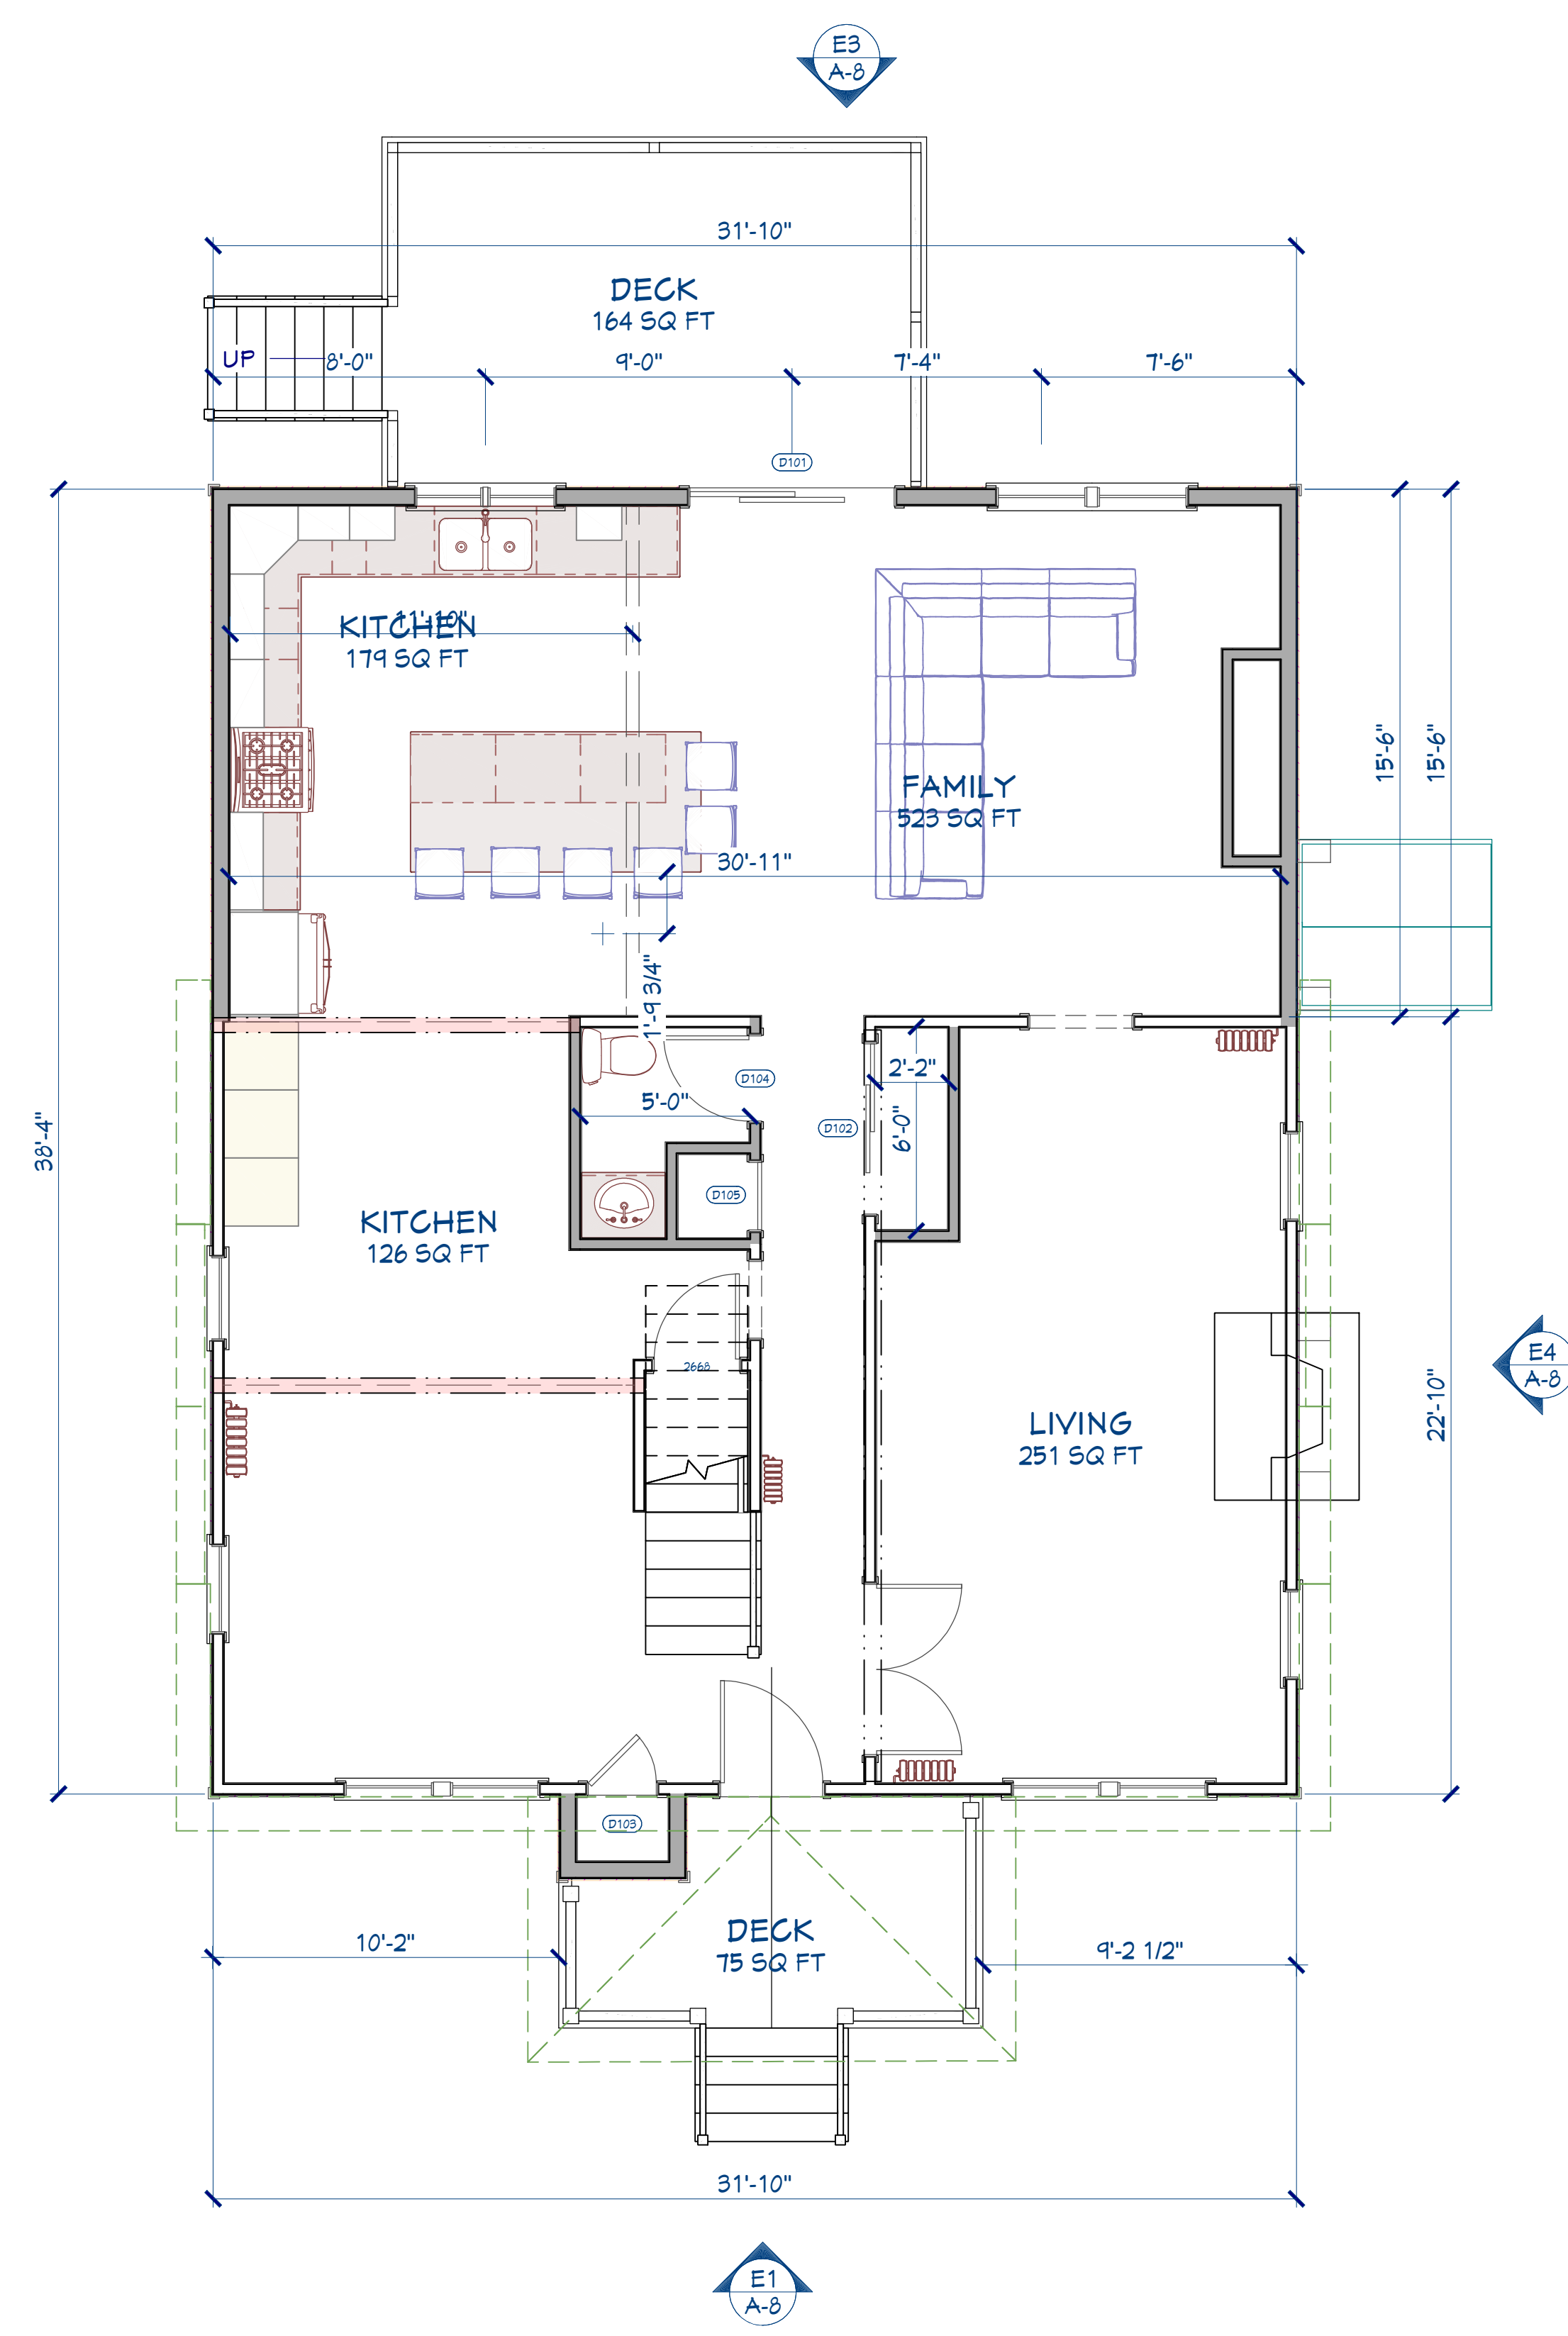 E3
A-8
31'-10"
DECK
164 SQ FT
UP
8'-0"
9'-0"
7'-4"
7'-6"
D101
11'-10"
KITCHEN
179 SQ FT
15'-6"
15'-6"
FAMILY
523 SQ FT
30'-11"
1'-9 3/4"
2'-2"
D104
5'-0"
D102
6'-0"
38'-4"
D105
KITCHEN
126 SQ FT
2668
E4
A-8
22'-10"
LIVING
251 SQ FT
D103
DECK
75 SQ FT
10'-2"
9'-2 1/2"
31'-10"
E1
A-8